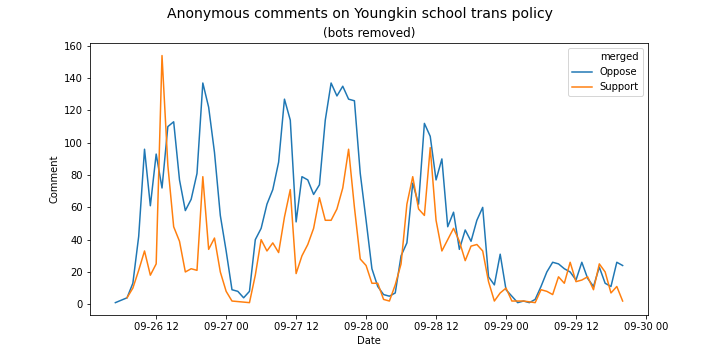 Anonymous comments on Youngkin school trans policy
(bots removed)
merged
Oppose
Support
Comment
160
140
120
100
80
60
40
20
0
09-26 12
09-27 00
09-27 12
09-28 00
09-28 12
09-29 00
09-29 12
09-30 00
Date